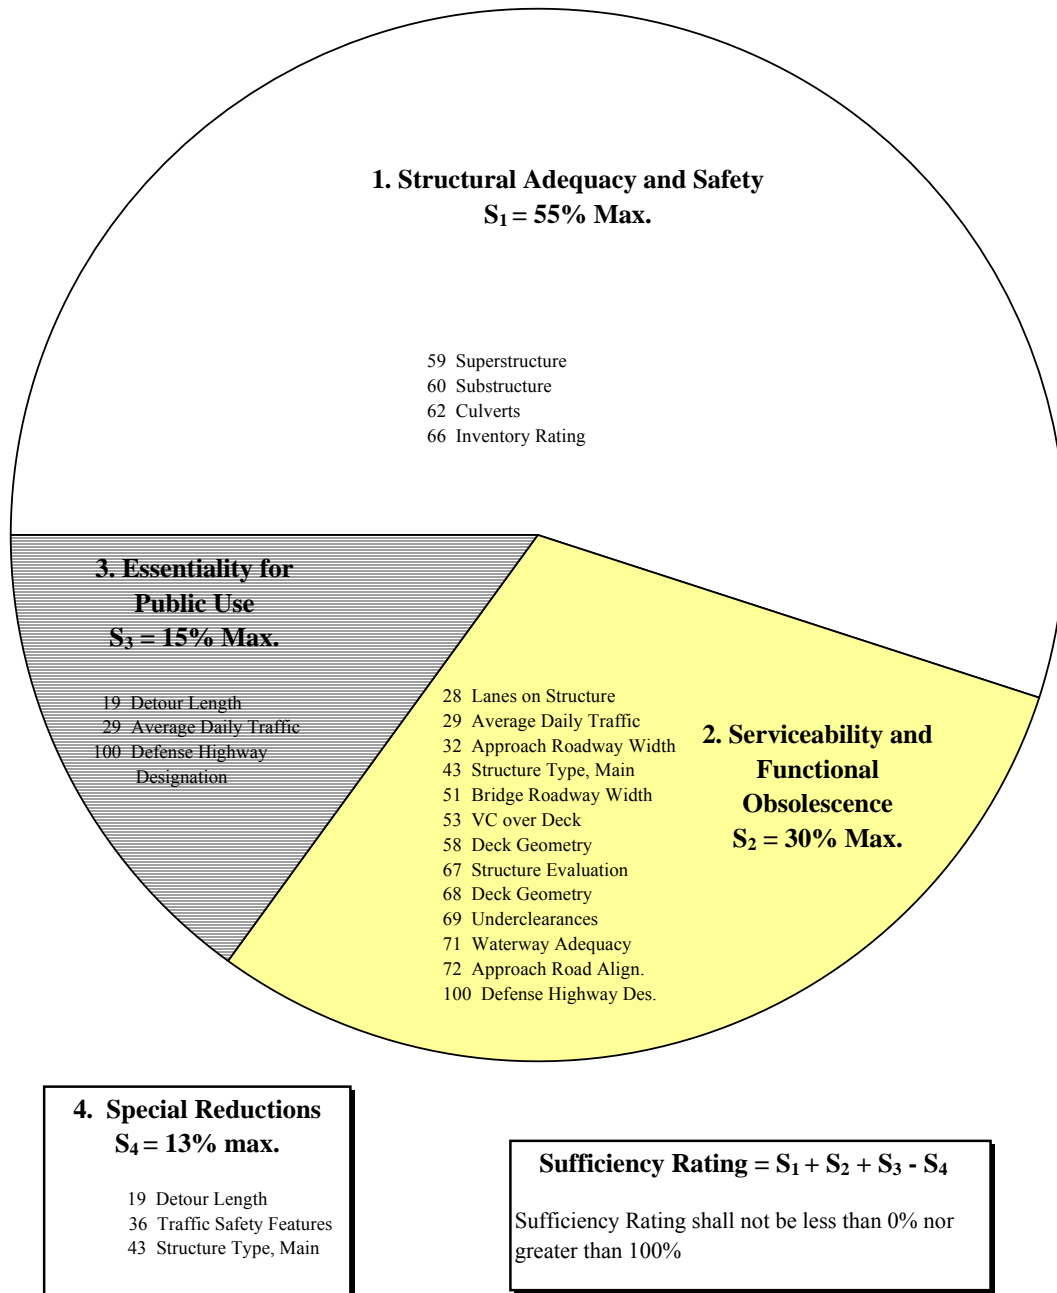 1. Structural Adequacy and Safety
S₁ = 55% Max.
59 Superstructure
60 Substructure
62 Culverts
66 Inventory Rating
3. Essentiality for
Public Use
S₃ = 15% Max.
19 Detour Length
29 Average Daily Traffic
100 Defense Highway
Designation
28 Lanes on Structure
29 Average Daily Traffic
32 Approach Roadway Width
43 Structure Type, Main
51 Bridge Roadway Width
53 VC over Deck
58 Deck Geometry
67 Structure Evaluation
68 Deck Geometry
69 Underclearances
71 Waterway Adequacy
72 Approach Road Align.
100 Defense Highway Des.
2. Serviceability and
Functional
Obsolescence
S₂ = 30% Max.
4. Special Reductions
S₄ = 13% max.
19 Detour Length
36 Traffic Safety Features
43 Structure Type, Main
Sufficiency Rating = S₁ + S₂ + S₃ - S₄
Sufficiency Rating shall not be less than 0% nor
greater than 100%